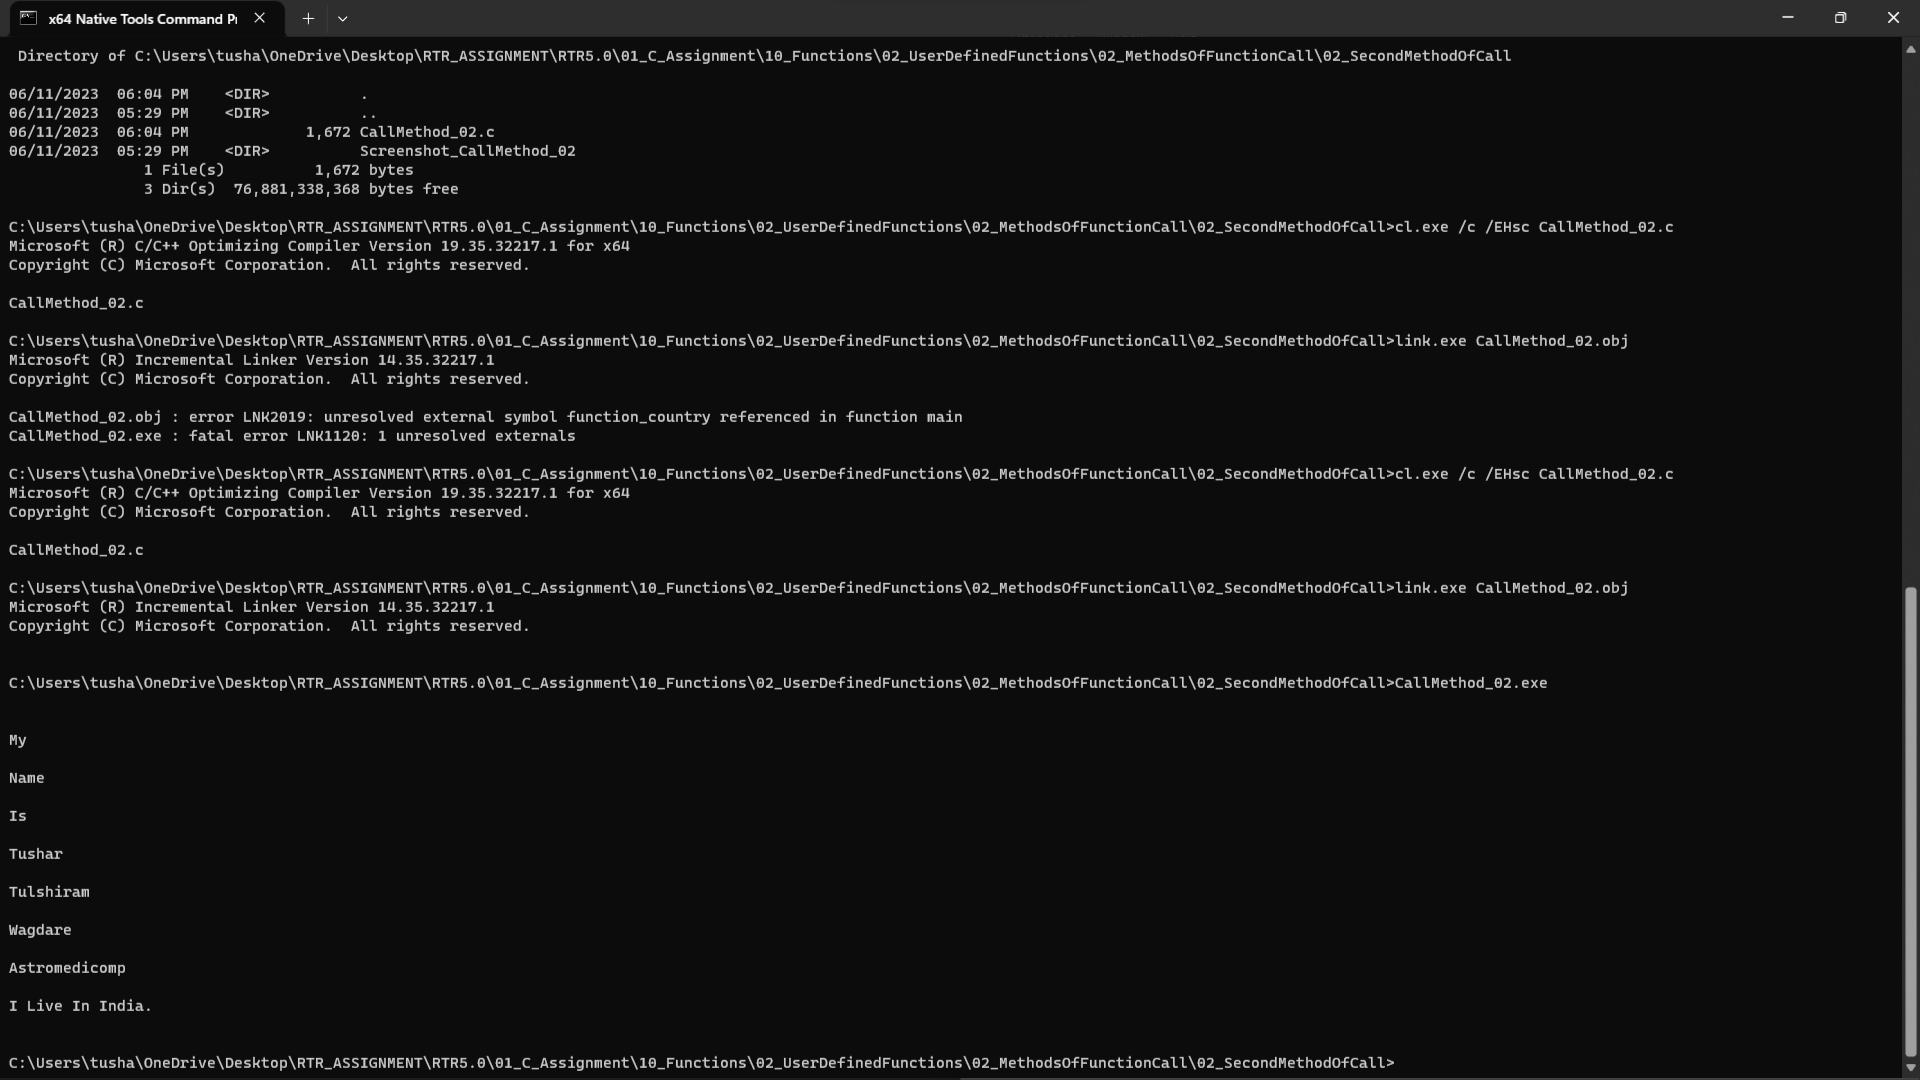 x64 Native Tools Command P
 Directory of C:\Users\tusha\OneDrive\Desktop\RTR_ASSIGNMENT\RTR5.0\01_C_Assignment\10_Functions\02_UserDefinedFunctions\02_MethodsOfFunctionCall\02_SecondMethodOfCall
06/11/2023  06:04 PM    <DIR>          .
06/11/2023  05:29 PM    <DIR>          ..
06/11/2023  06:04 PM             1,672 CallMethod_02.c
06/11/2023  05:29 PM    <DIR>          Screenshot_CallMethod_02
               1 File(s)          1,672 bytes
               3 Dir(s)  76,881,338,368 bytes free
C:\Users\tusha\OneDrive\Desktop\RTR_ASSIGNMENT\RTR5.0\01_C_Assignment\10_Functions\02_UserDefinedFunctions\02_MethodsOfFunctionCall\02_SecondMethodOfCall>cl.exe /c /EHsc CallMethod_02.c
Microsoft (R) C/C++ Optimizing Compiler Version 19.35.32217.1 for x64
Copyright (C) Microsoft Corporation.  All rights reserved.
CallMethod_02.c
C:\Users\tusha\OneDrive\Desktop\RTR_ASSIGNMENT\RTR5.0\01_C_Assignment\10_Functions\02_UserDefinedFunctions\02_MethodsOfFunctionCall\02_SecondMethodOfCall>link.exe CallMethod_02.obj
Microsoft (R) Incremental Linker Version 14.35.32217.1
Copyright (C) Microsoft Corporation.  All rights reserved.
CallMethod_02.obj : error LNK2019: unresolved external symbol function_country referenced in function main
CallMethod_02.exe : fatal error LNK1120: 1 unresolved externals
C:\Users\tusha\OneDrive\Desktop\RTR_ASSIGNMENT\RTR5.0\01_C_Assignment\10_Functions\02_UserDefinedFunctions\02_MethodsOfFunctionCall\02_SecondMethodOfCall>cl.exe /c /EHsc CallMethod_02.c
Microsoft (R) C/C++ Optimizing Compiler Version 19.35.32217.1 for x64
Copyright (C) Microsoft Corporation.  All rights reserved.
CallMethod_02.c
C:\Users\tusha\OneDrive\Desktop\RTR_ASSIGNMENT\RTR5.0\01_C_Assignment\10_Functions\02_UserDefinedFunctions\02_MethodsOfFunctionCall\02_SecondMethodOfCall>link.exe CallMethod_02.obj
Microsoft (R) Incremental Linker Version 14.35.32217.1
Copyright (C) Microsoft Corporation.  All rights reserved.
C:\Users\tusha\OneDrive\Desktop\RTR_ASSIGNMENT\RTR5.0\01_C_Assignment\10_Functions\02_UserDefinedFunctions\02_MethodsOfFunctionCall\02_SecondMethodOfCall>CallMethod_02.exe
My
Name
Is
Tushar
Tulshiram
Wagdare
Astromedicomp
I Live In India.
C:\Users\tusha\OneDrive\Desktop\RTR_ASSIGNMENT\RTR5.0\01_C_Assignment\10_Functions\02_UserDefinedFunctions\02_MethodsOfFunctionCall\02_SecondMethodOfCall>